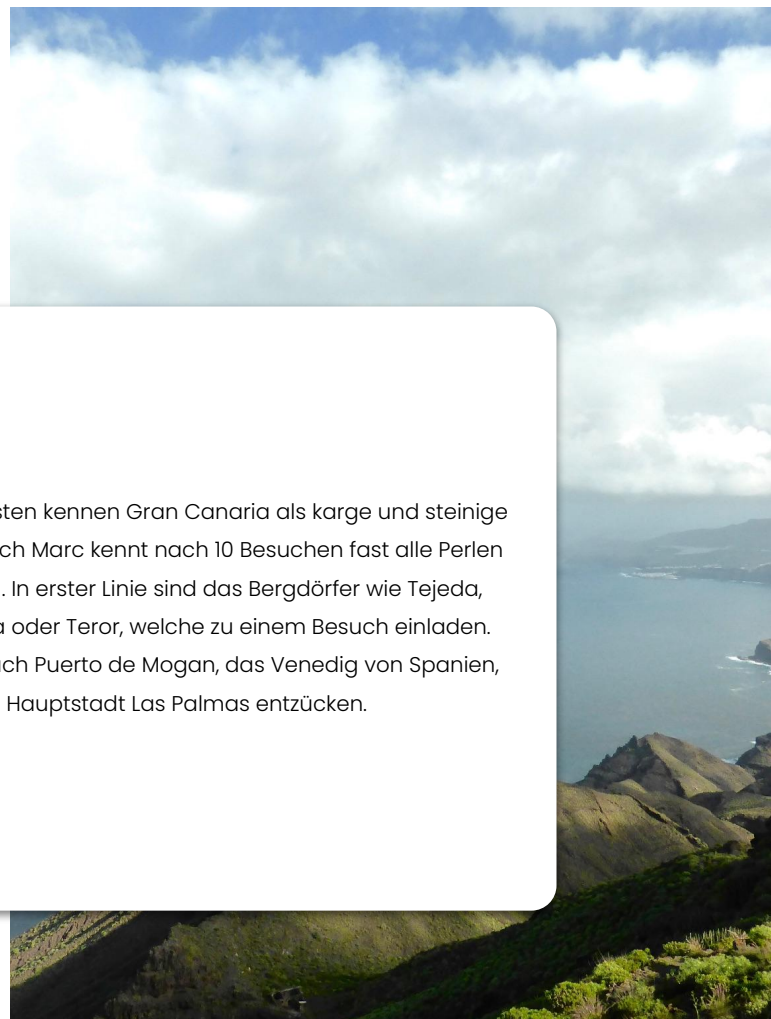 sten kennen Gran Canaria als karge und steinige
ch Marc kennt nach 10 Besuchen fast alle Perlen
. In erster Linie sind das Bergdörfer wie Tejeda,
a oder Teror, welche zu einem Besuch einladen.
ch Puerto de Mogan, das Venedig von Spanien,
Hauptstadt Las Palmas entzücken.